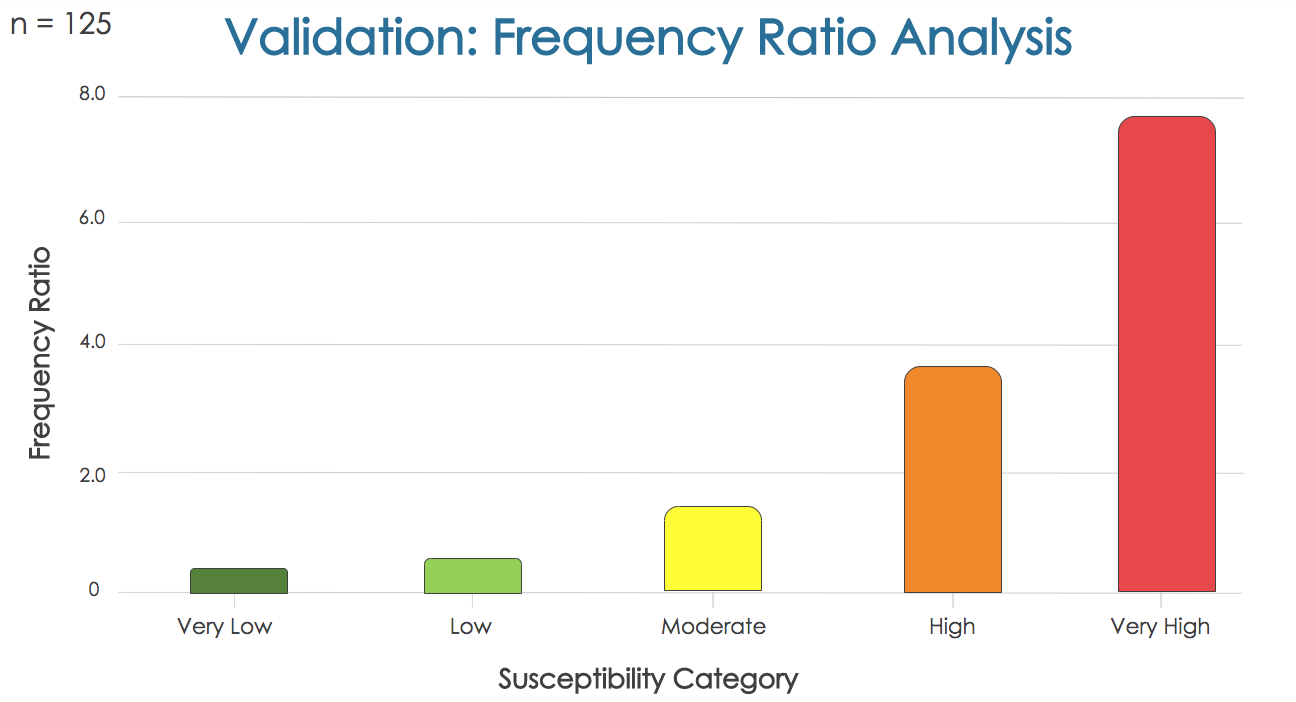 n = 125
Validation: Frequency Ratio Analysis
8.0
6.0
4.0
2.0
0
Frequency Ratio
Very Low
Low
Moderate
High
Very High
Susceptibility Category